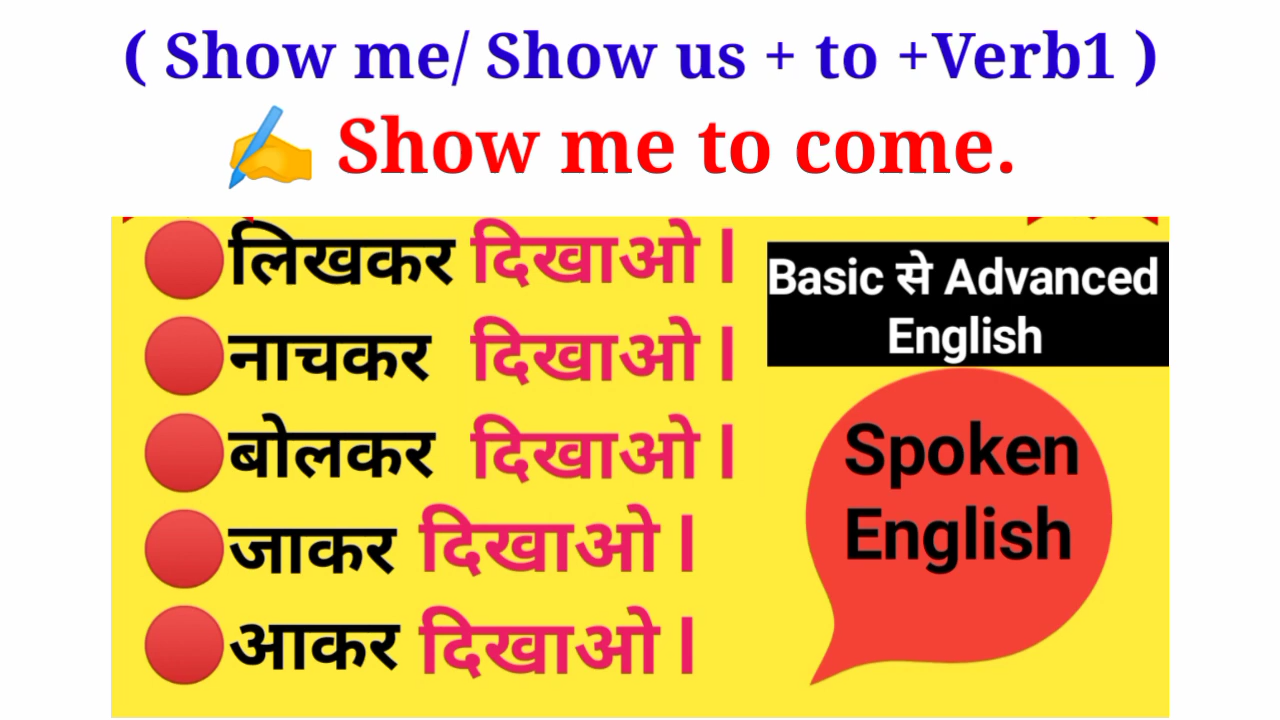 ( Show me/ Show us + to +Verb1 )
✍ Show me to come.
लिखकर दिखाओ।
नाचकर दिखाओ।
बोलकर दिखाओ।
जाकर दिखाओ।
आकर दिखाओ।
Basic से Advanced
English
Spoken
English